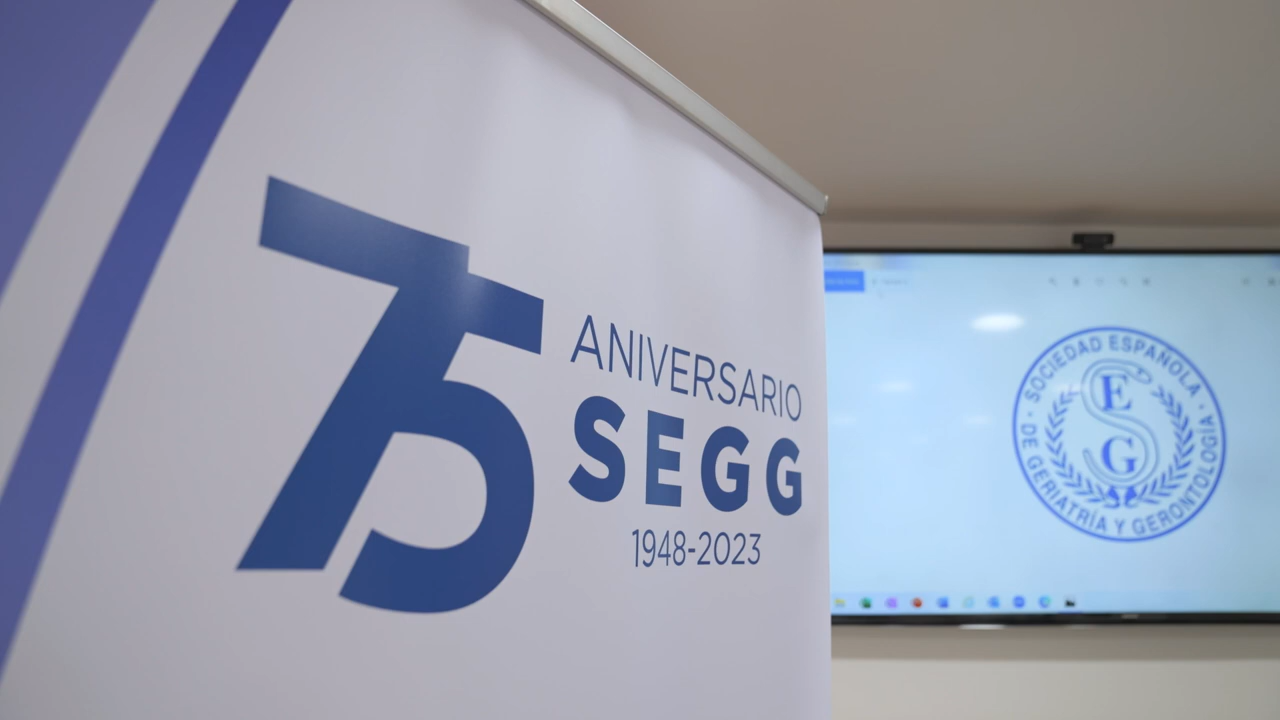 75
ANIVERSARIO
SEGG
1948-2023
SOCIEDAD ESPAÑOLA
DE GERIATRÍA Y GERONTOLOGÍA
E
S
G